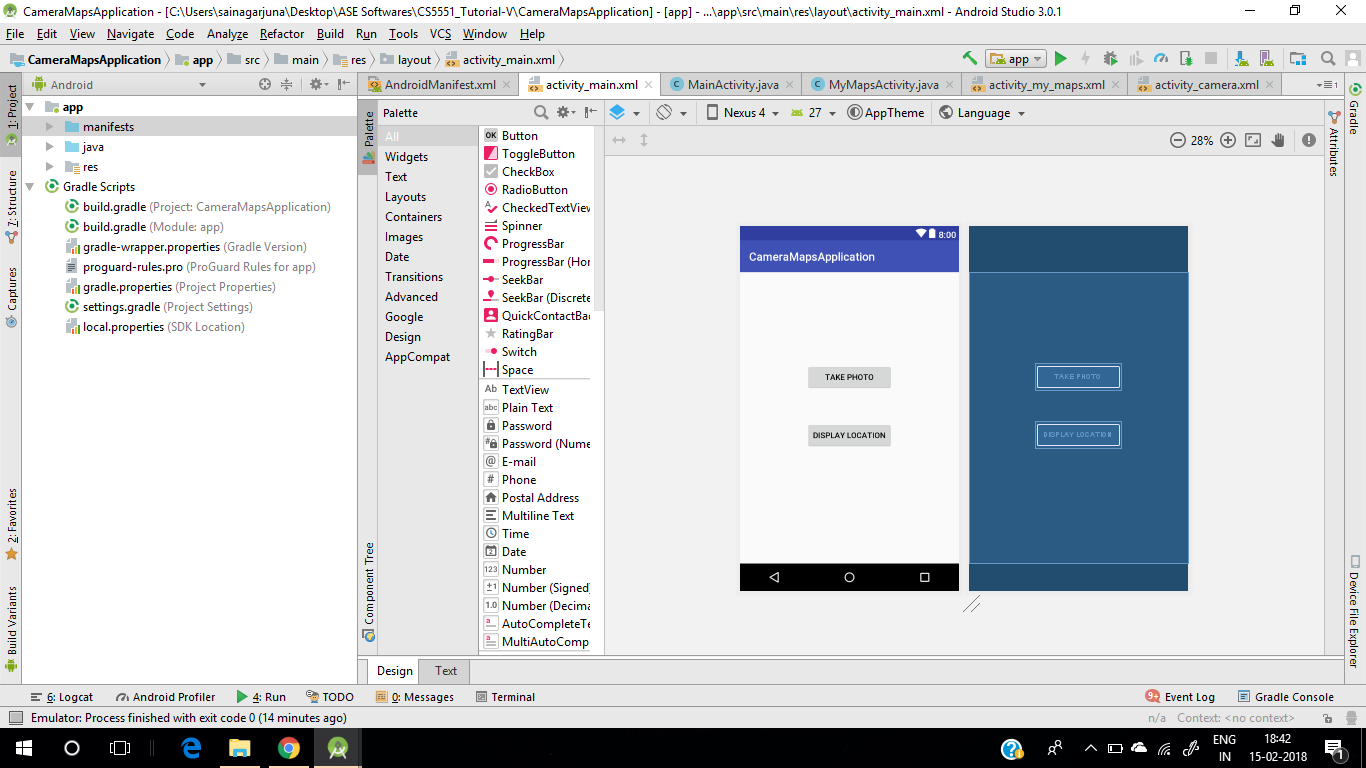 CameraMapsApplication - [C:\Users\sainagarjuna\Desktop\ASE Softwares\CS5551_Tutorial-V\CameraMapsApplication] - [app] - ...\app\src\main\res\layout\activity_main.xml - Android Studio 3.0.1
File Edit View Navigate Code Analyze Refactor Build Run Tools VCS Window Help
CameraMapsApplication app src main res layout activity_main.xml
app
1: Project
7: Structure
Captures
2: Favorites
Build Variants
Android
app
manifests
java
res
Gradle Scripts
build.gradle (Project: CameraMapsApplication)
build.gradle (Module: app)
gradle-wrapper.properties (Gradle Version)
proguard-rules.pro (ProGuard Rules for app)
gradle.properties (Project Properties)
settings.gradle (Project Settings)
local.properties (SDK Location)
AndroidManifest.xml activity_main.xml MainActivity.java MyMapsActivity.java activity_my_maps.xml activity_camera.xml
1
Palette
Component Tree
Palette
All
Widgets
Text
Layouts
Containers
Images
Date
Transitions
Advanced
Google
Design
AppCompat
OK Button
ToggleButton
CheckBox
RadioButton
CheckedTextView
Spinner
ProgressBar
ProgressBar (Hor
SeekBar
SeekBar (Discrete
QuickContactBad
RatingBar
Switch
Space
Ab TextView
abc Plain Text
Password
Password (Nume
@ E-mail
# Phone
Postal Address
Multiline Text
Time
Date
123 Number
±1 Number (Signed)
1.0 Number (Decima
AutoCompleteTe
MultiAutoComp
Nexus 4 27 AppTheme Language
28%
8:00
CameraMapsApplication
TAKE PHOTO
DISPLAY LOCATION
TAKE PHOTO
DISPLAY LOCATION
Gradle
Attributes
Device File Explorer
Design Text
6: Logcat Android Profiler 4: Run TODO 0: Messages Terminal
9+ Event Log Gradle Console
Emulator: Process finished with exit code 0 (14 minutes ago)
n/a Context: <no context>
ENG
IN
18:42
15-02-2018
1